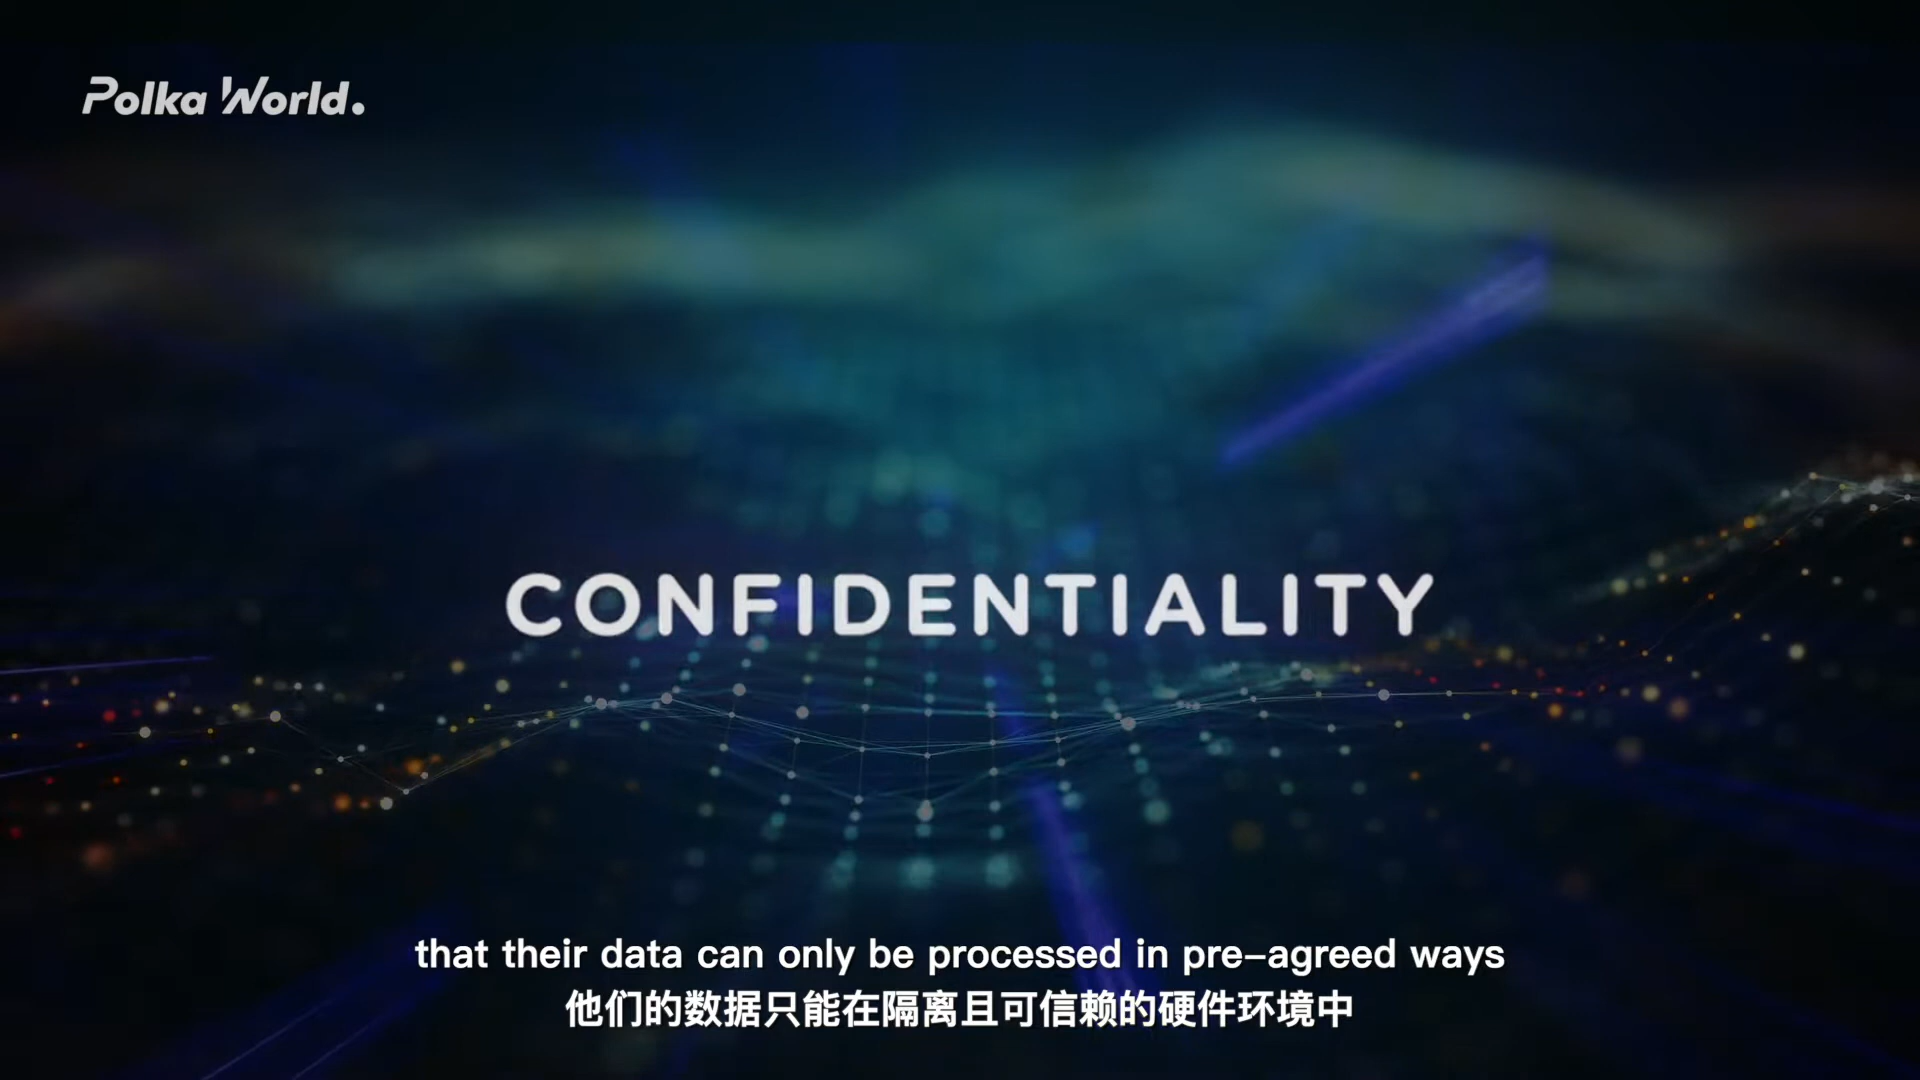 Polka World.
CONFIDENTIALITY
that their data can only be processed in pre-agreed ways
他们的数据只能在隔离且可信赖的硬件环境中